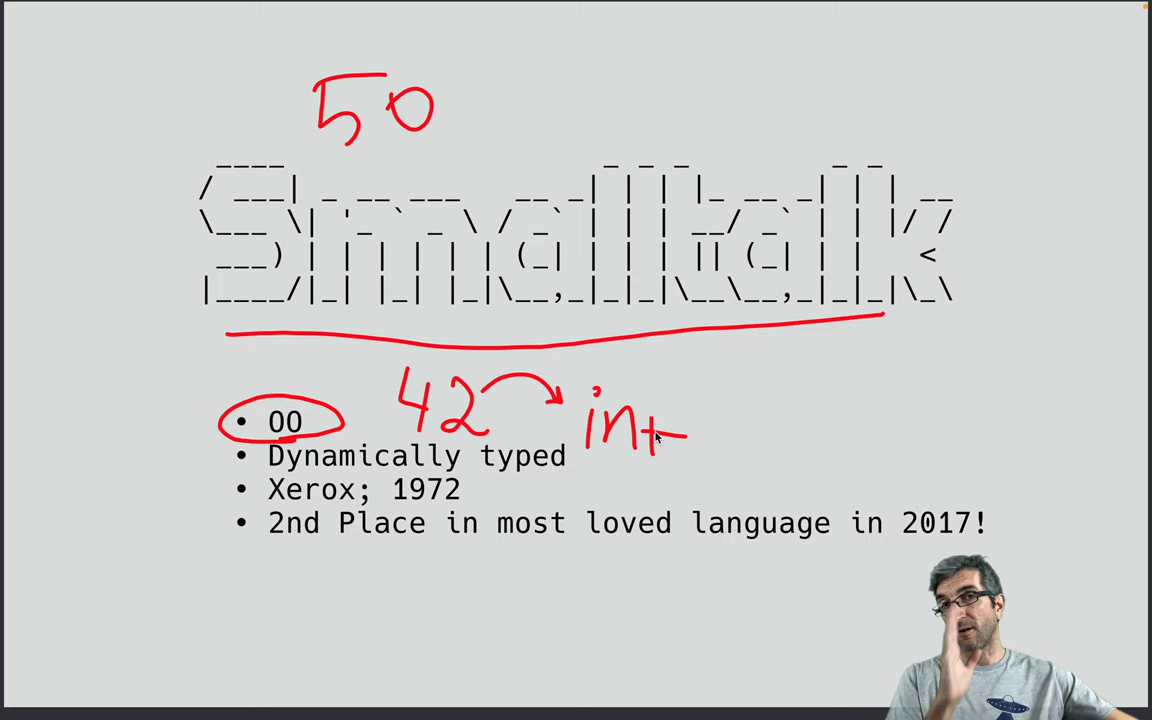 50
Smalltalk
42 int
• OO
• Dynamically typed
• Xerox; 1972
• 2nd Place in most loved language in 2017!